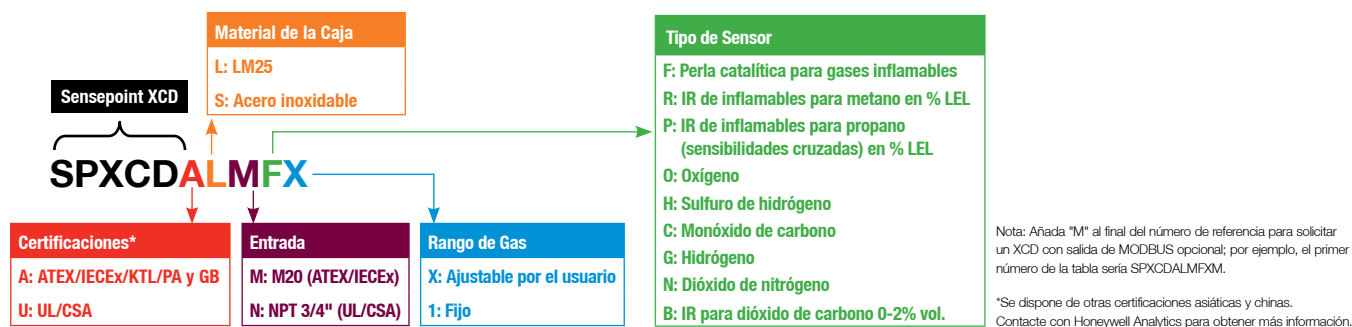 Material de la Caja
L: LM25
S: Acero inoxidable
Sensepoint XCD
SPXCDALMFX
Certificaciones*
A: ATEX/IECEx/KTL/PA y GB
U: UL/CSA
Entrada
M: M20 (ATEX/IECEx)
N: NPT 3/4" (UL/CSA)
Rango de Gas
X: Ajustable por el usuario
1: Fijo
Tipo de Sensor
F: Perla catalítica para gases inflamables
R: IR de inflamables para metano en % LEL
P: IR de inflamables para propano
(sensibilidades cruzadas) en % LEL
O: Oxígeno
H: Sulfuro de hidrógeno
C: Monóxido de carbono
G: Hidrógeno
N: Dióxido de nitrógeno
B: IR para dióxido de carbono 0-2% vol.
Nota: Añada "M" al final del número de referencia para solicitar
un XCD con salida de MODBUS opcional; por ejemplo, el primer
número de la tabla sería SPXCDALMFXM.
*Se dispone de otras certificaciones asiáticas y chinas.
Contacte con Honeywell Analytics para obtener más información.